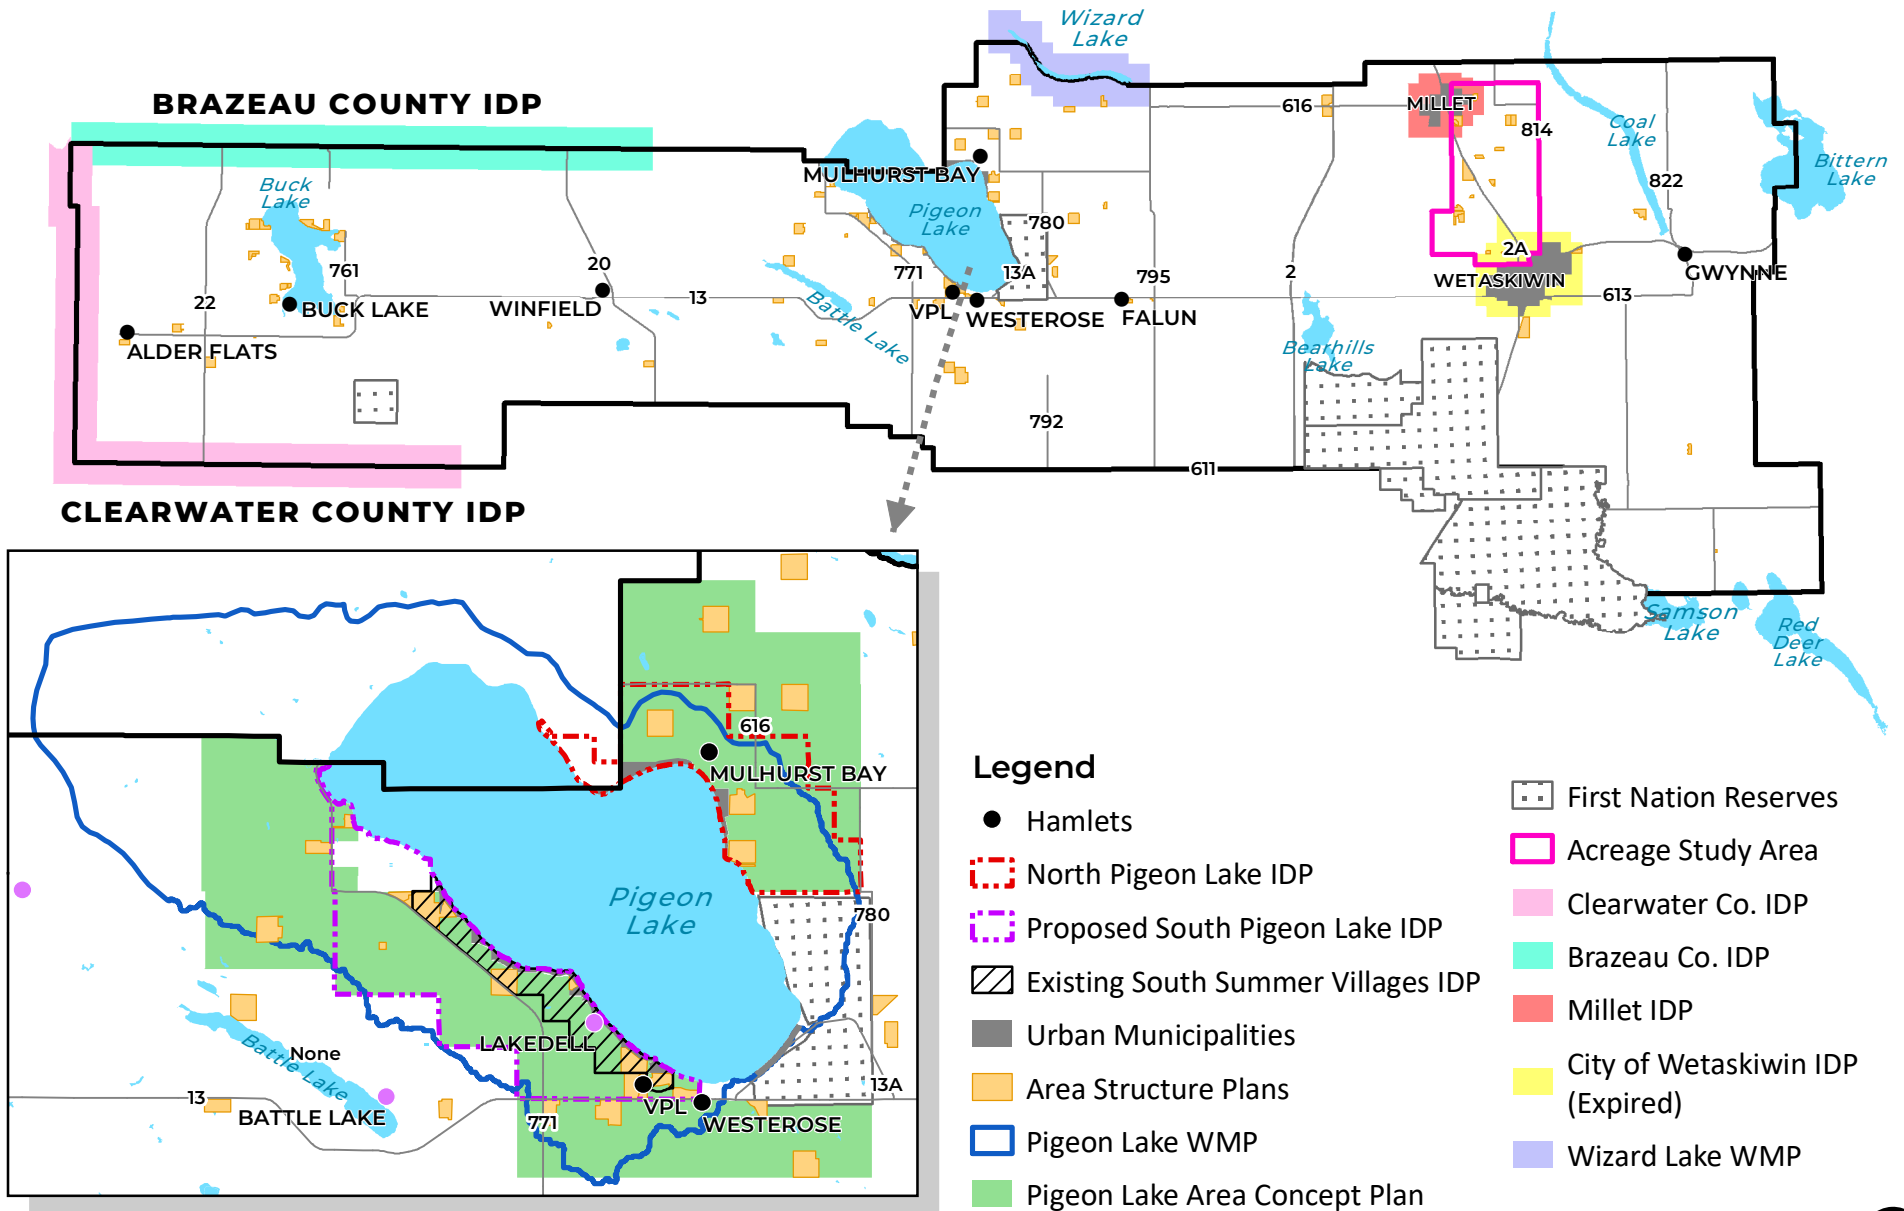 Wizard
Lake
BRAZEAU COUNTY IDP
616
MILLET
814
Coal
Lake
Bittern
Lake
822
MULHURST BAY
Buck
Lake
Pigeon
Lake
780
2A
761
20
771
13A
795
2
GWYNNE
WETASKIWIN
22
BUCK LAKE
WINFIELD
13
Battle Lake
VPL
WESTEROSE
FALUN
613
ALDER FLATS
Bearhills
Lake
792
611
CLEARWATER COUNTY IDP
Samson
Lake
Red
Deer
Lake
616
MULHURST BAY
Pigeon
Lake
780
LAKEDELL
None
Battle Lake
13
BATTLE LAKE
771
VPL
WESTEROSE
13A
Legend
Hamlets
North Pigeon Lake IDP
Proposed South Pigeon Lake IDP
Existing South Summer Villages IDP
Urban Municipalities
Area Structure Plans
Pigeon Lake WMP
Pigeon Lake Area Concept Plan
First Nation Reserves
Acreage Study Area
Clearwater Co. IDP
Brazeau Co. IDP
Millet IDP
City of Wetaskiwin IDP
(Expired)
Wizard Lake WMP